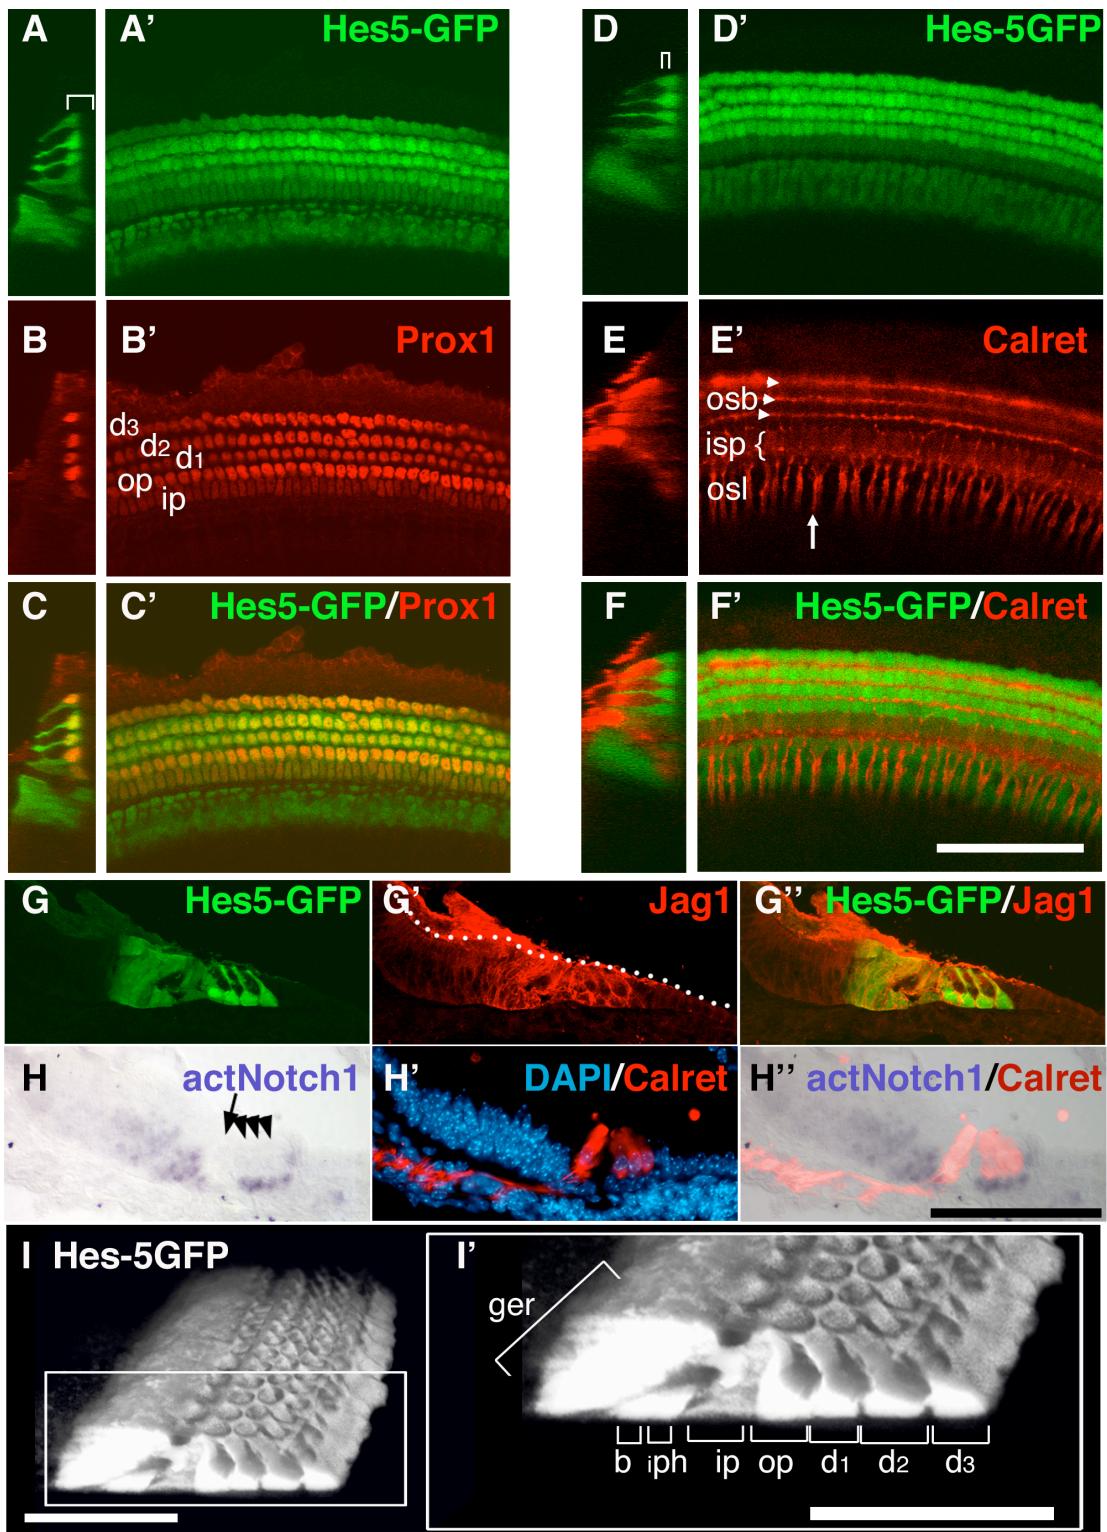 A A’ Hes5-GFP
D D’ Hes-5GFP
B B’ Prox1
d3
d2
d1
op
ip
E E’ Calret
osb
isp {
osl
C C’ Hes5-GFP/Prox1
F F’ Hes5-GFP/Calret
G Hes5-GFP
G’ Jag1
G’’ Hes5-GFP/Jag1
H actNotch1
H’ DAPI/Calret
H’’ actNotch1/Calret
I Hes-5GFP
I’
ger
b iph ip op d1 d2 d3